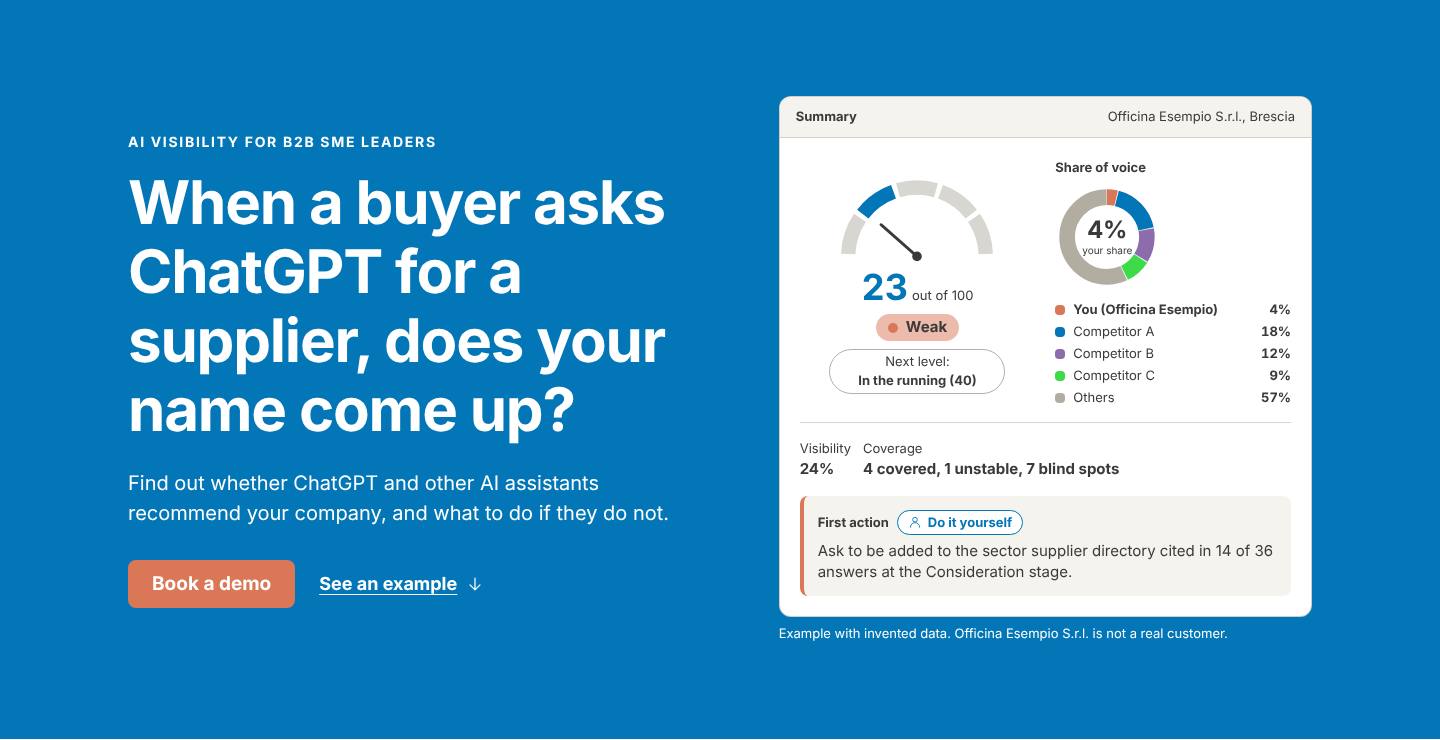 AI VISIBILITY FOR B2B SME LEADERS
When a buyer asks
ChatGPT for a
supplier, does your
name come up?
Find out whether ChatGPT and other AI assistants
recommend your company, and what to do if they do not.
Book a demo
See an example ↓
Summary
Officina Esempio S.r.l., Brescia
23 out of 100
Weak
Next level:
In the running (40)
Share of voice
4%
your share
You (Officina Esempio) 4%
Competitor A 18%
Competitor B 12%
Competitor C 9%
Others 57%
Visibility
24%
Coverage
4 covered, 1 unstable, 7 blind spots
First action
Do it yourself
Ask to be added to the sector supplier directory cited in 14 of 36
answers at the Consideration stage.
Example with invented data. Officina Esempio S.r.l. is not a real customer.